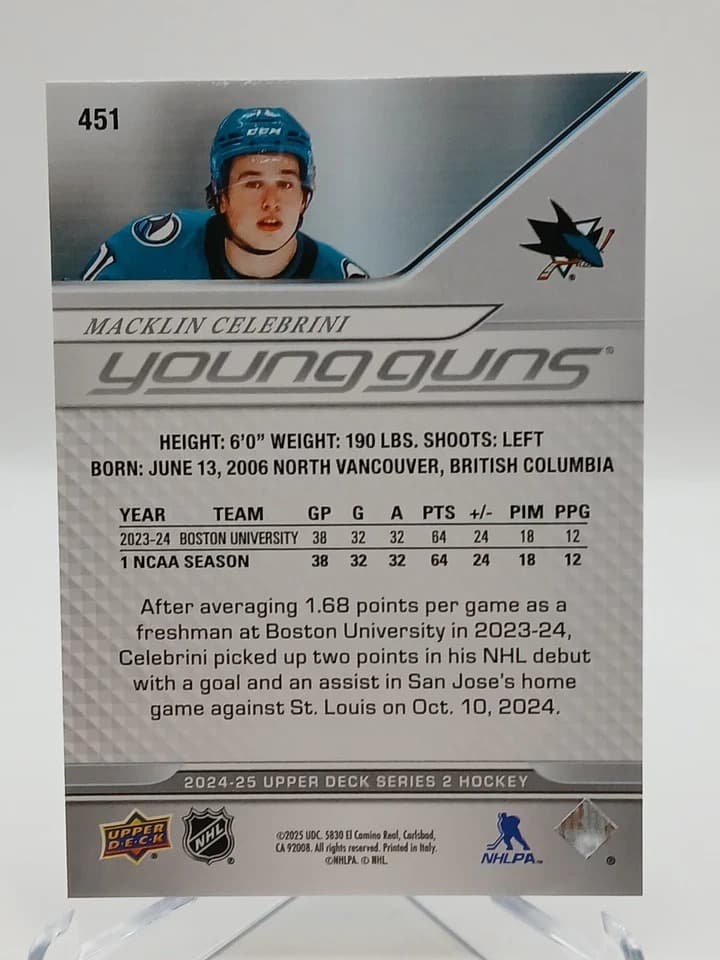 451
CCM
MACKLIN CELEBRINI
young guns
HEIGHT: 6'0" WEIGHT: 190 LBS. SHOOTS: LEFT
BORN: JUNE 13, 2006 NORTH VANCOUVER, BRITISH COLUMBIA
YEAR TEAM GP G A PTS +/- PIM PPG
2023-24 BOSTON UNIVERSITY 38 32 32 64 24 18 12
1 NCAA SEASON 38 32 32 64 24 18 12
After averaging 1.68 points per game as a
freshman at Boston University in 2023-24,
Celebrini picked up two points in his NHL debut
with a goal and an assist in San Jose's home
game against St. Louis on Oct. 10, 2024.
2024-25 UPPER DECK SERIES 2 HOCKEY
UPPER
D·E·C·K
®
NHL
®
©2025 UDC. 5830 El Camino Real, Carlsbad,
CA 92008. All rights reserved. Printed in Italy.
©NHLPA. © NHL.
NHLPA™
®